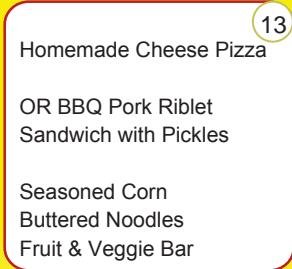 13
Homemade Cheese Pizza
OR BBQ Pork Riblet
Sandwich with Pickles
Seasoned Corn
Buttered Noodles
Fruit & Veggie Bar